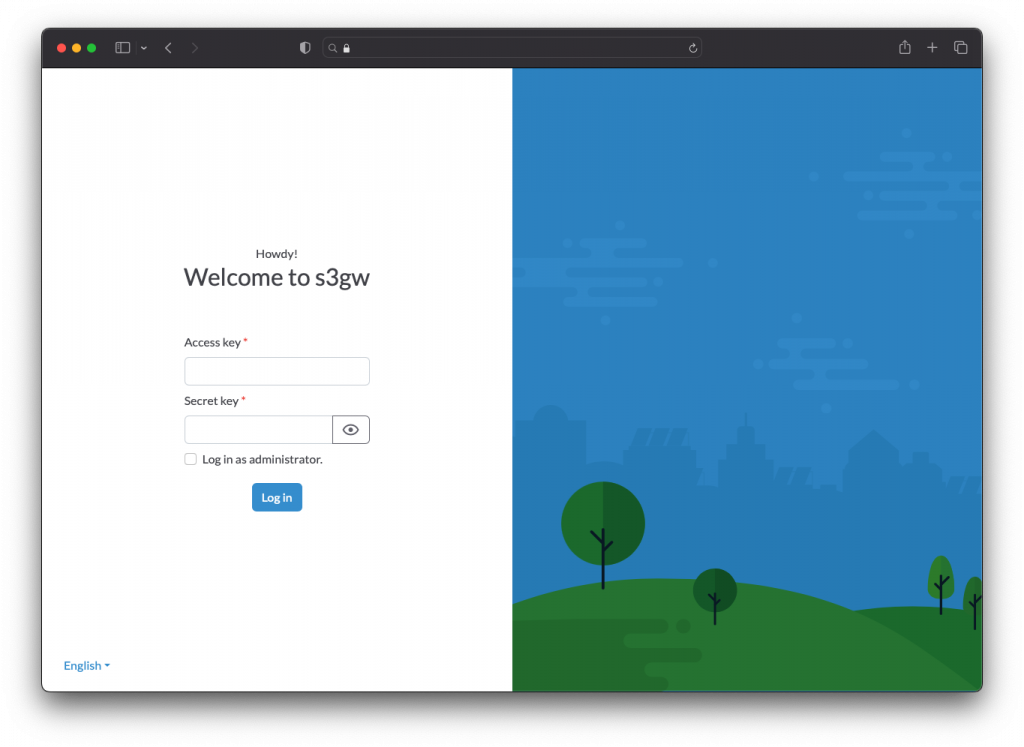 Howdy!
Welcome to s3gw
Access key *
Secret key *
Log in as administrator.
Log in
English